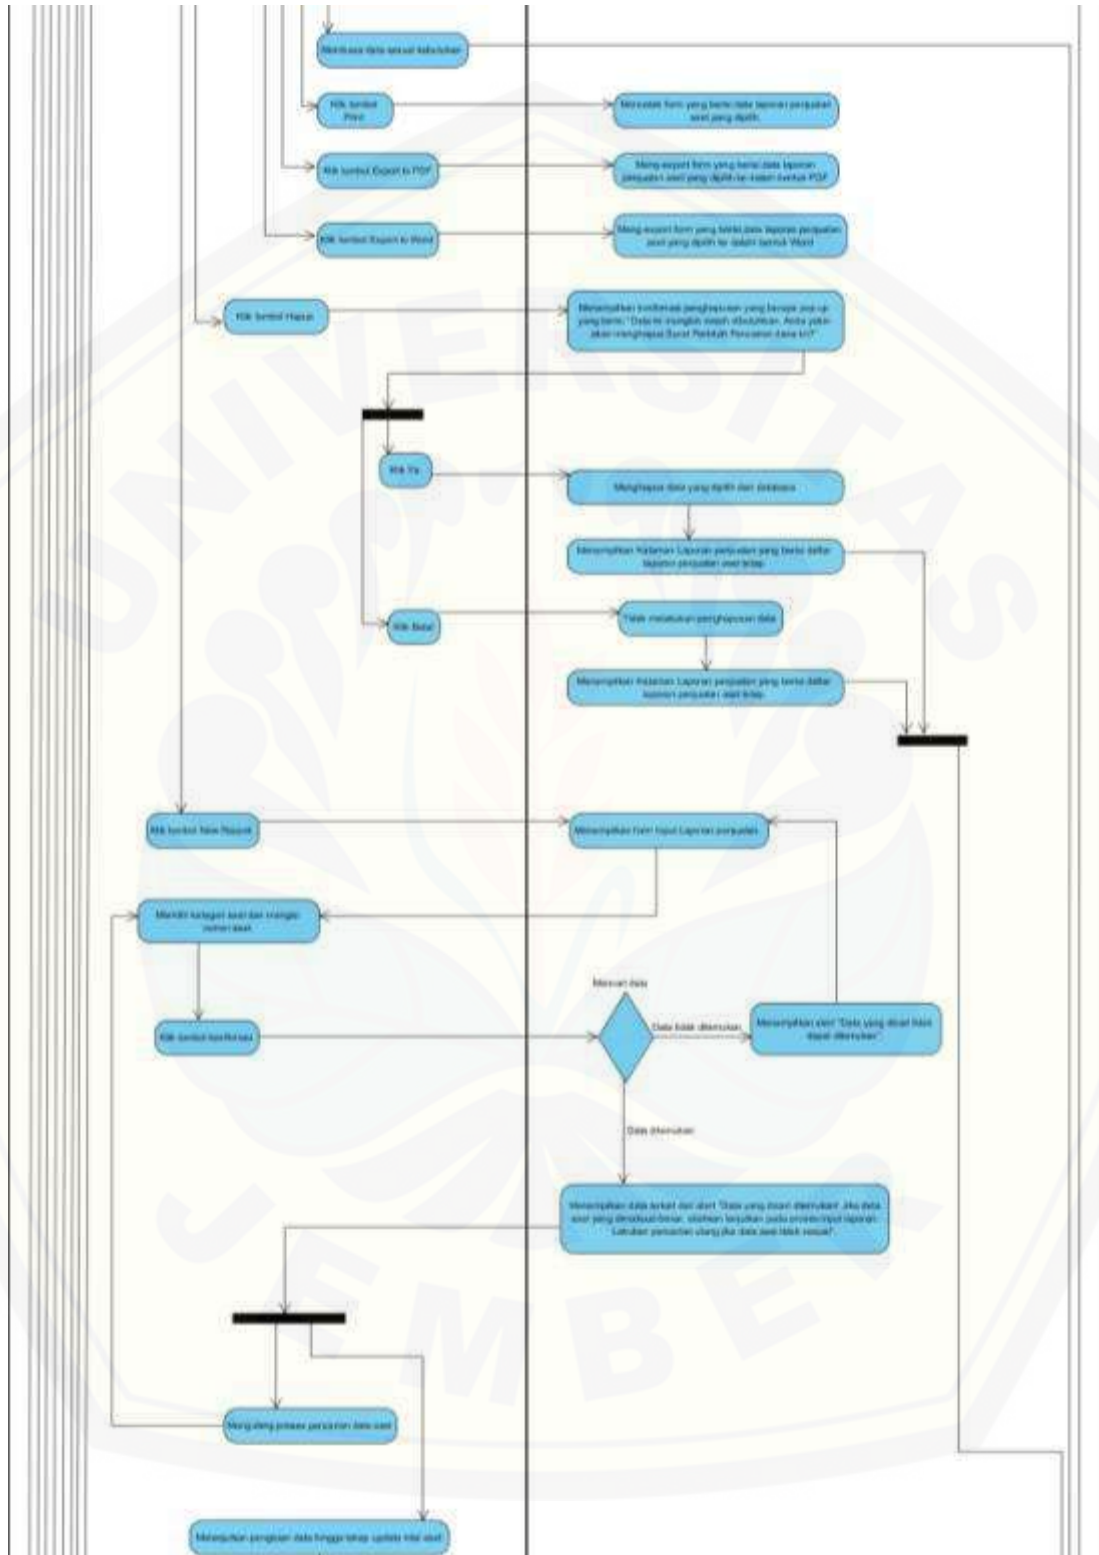 Membawa data sesuai kebutuhan
Klik tombol
Print
Mencetak form yang berisi data laporan penjualan
aset yang dipilih
Klik tombol Export to PDF
Meng-export form yang berisi data laporan
penjualan aset yang dipilih ke dalam bentuk PDF
Klik tombol Export to Word
Meng-export form yang berisi data laporan penjualan
aset yang dipilih ke dalam bentuk Word
Klik tombol Hapus
Menampilkan konfirmasi penghapusan yang berupa pop up
yang berisi: "Data ini mungkin masih dibutuhkan. Anda yakin
akan menghapus Surat Perintah Pencairan dana ini?"
Klik Ya
Menghapus data yang dipilih dari database
Menampilkan halaman Laporan penjualan yang berisi daftar
laporan penjualan aset tetap
Klik Batal
Tidak melakukan penghapusan data
Menampilkan halaman Laporan penjualan yang berisi daftar
laporan penjualan aset tetap
Klik tombol New Report
Menampilkan form input Laporan penjualan
Memilih kategori aset dan mengisi
nomor aset
Mencari data
Klik tombol konfirmasi
Data tidak ditemukan
Menampilkan alert "Data yang dicari tidak
dapat ditemukan"
Data ditemukan
Menampilkan data terkait dan alert "Data yang dicari ditemukan! Jika data
aset yang dimaksud benar, silahkan lanjutkan pada proses input laporan.
Lakukan pencarian ulang jika data aset tidak sesuai!".
Mengulang proses pencarian data aset
Melanjutkan pengisian data hingga tahap update nilai aset
UNIVERSITAS
JEMBER